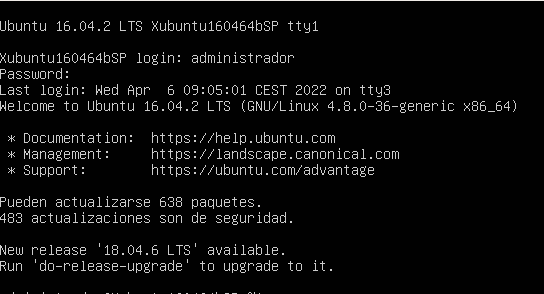 Ubuntu 16.04.2 LTS Xubuntu160464bSP tty1
Xubuntu160464bSP login: administrador
Password:
Last login: Wed Apr  6 09:05:01 CEST 2022 on tty3
Welcome to Ubuntu 16.04.2 LTS (GNU/Linux 4.8.0-36-generic x86_64)
* Documentation:  https://help.ubuntu.com
* Management:     https://landscape.canonical.com
* Support:        https://ubuntu.com/advantage
Pueden actualizarse 638 paquetes.
483 actualizaciones son de seguridad.
New release '18.04.6 LTS' available.
Run 'do-release-upgrade' to upgrade to it.